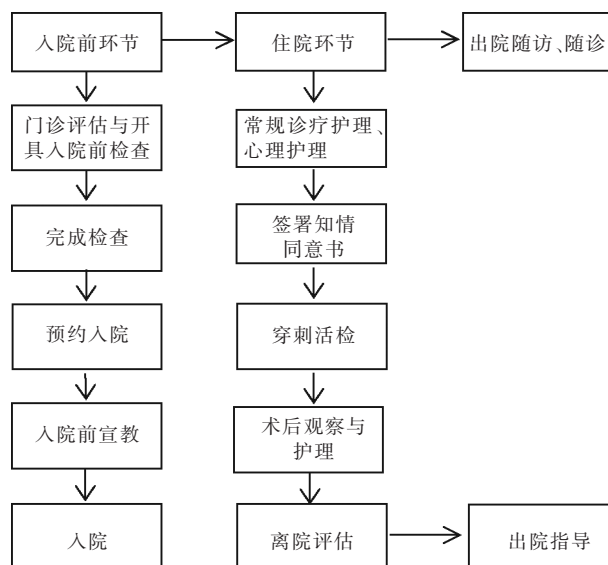 入院前环节
住院环节
出院随访、随诊
门诊评估与开
具入院前检查
常规诊疗护理、
心理护理
完成检查
签署知情
同意书
预约入院
穿刺活检
入院前宣教
术后观察与
护理
入院
离院评估
出院指导